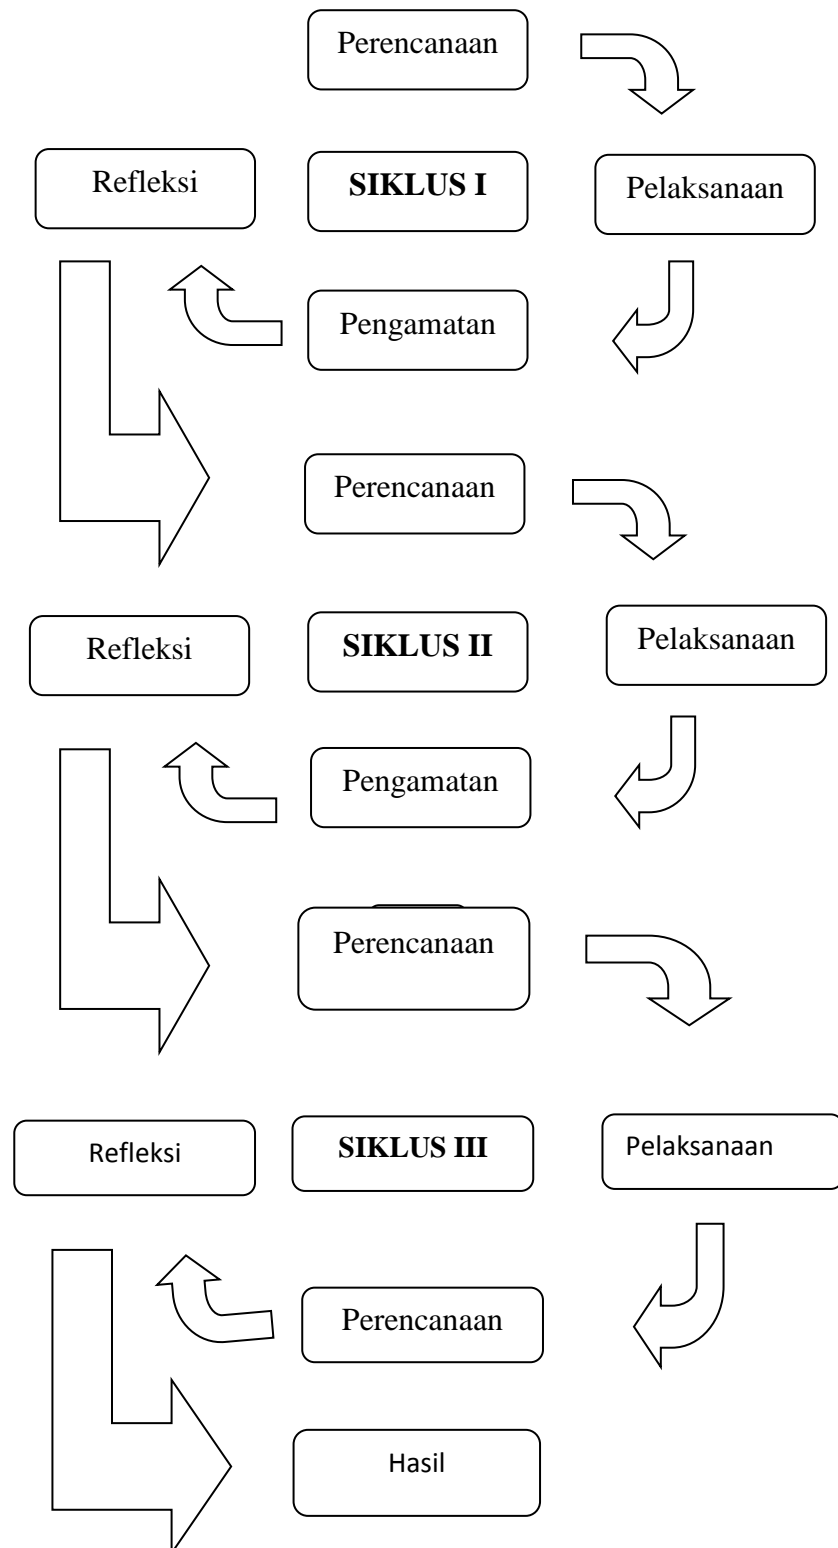 Perencanaan
Refleksi
SIKLUS I
Pelaksanaan
Pengamatan
Perencanaan
Refleksi
SIKLUS II
Pelaksanaan
Pengamatan
Perencanaan
Refleksi
SIKLUS III
Pelaksanaan
Perencanaan
Hasil